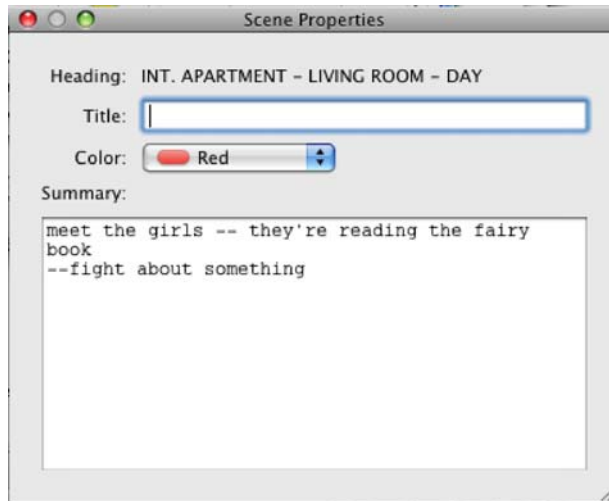 Scene Properties
Heading: INT. APARTMENT – LIVING ROOM – DAY
Title:
Color: Red
Summary:
meet the girls -- they're reading the fairy
book
--fight about something